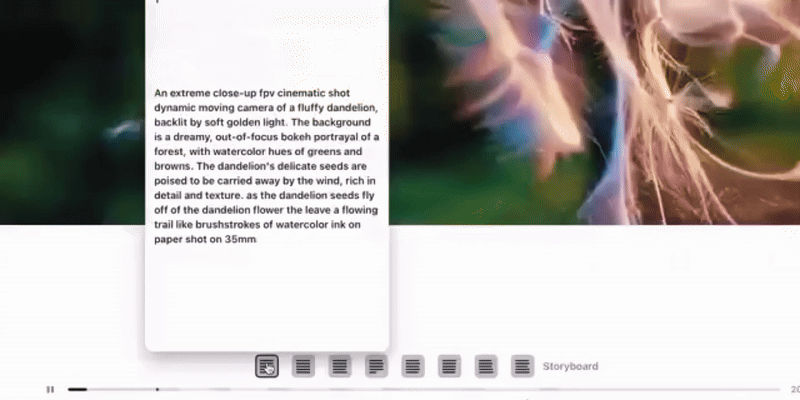 An extreme close-up fpv cinematic shot
dynamic moving camera of a fluffy dandelion,
backlit by soft golden light. The background
is a dreamy, out-of-focus bokeh portrayal of a
forest, with watercolor hues of greens and
browns. The dandelion's delicate seeds are
poised to be carried away by the wind, rich in
detail and texture. as the dandelion seeds fly
off of the dandelion flower the leave a flowing
trail like brushstrokes of watercolor ink on
paper shot on 35mm
Storyboard